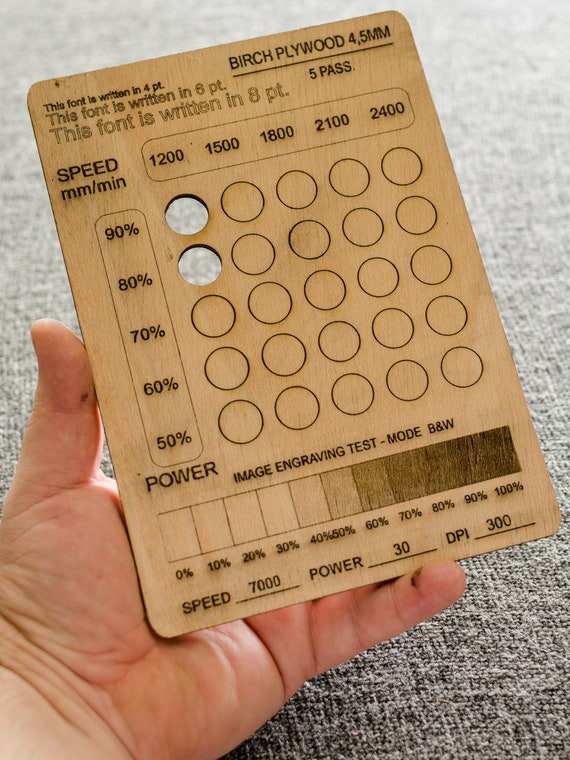 BIRCH PLYWOOD 4,5MM
5 PASS
This font is written in 4 pt.
This font is written in 6 pt.
This font is written in 8 pt.
SPEED
mm/min
1200 1500 1800 2100 2400
90%
80%
70%
60%
50%
POWER
IMAGE ENGRAVING TEST - MODE B&W
0% 10% 20% 30% 40%50% 60% 70% 80% 90% 100%
SPEED 7000 POWER 30 DPI 300